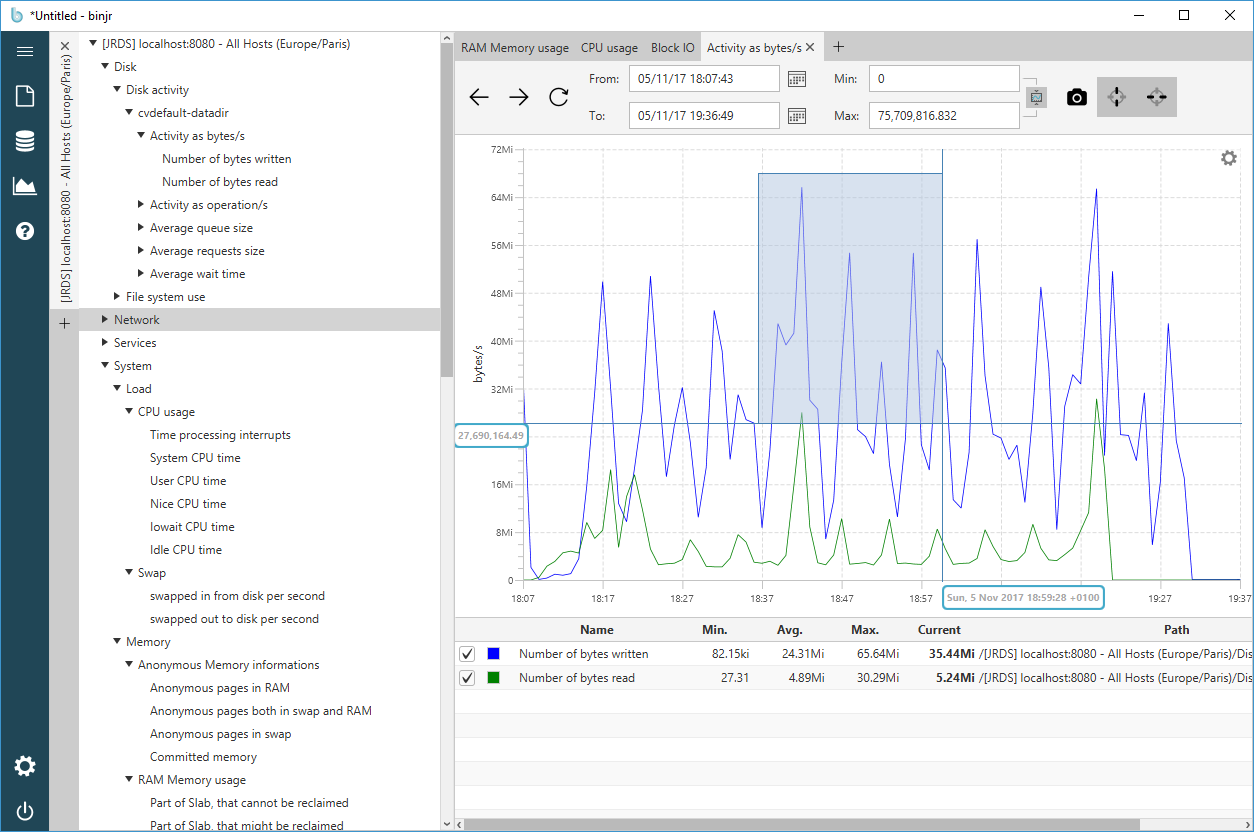 *Untitled - binjr
[JRDS] localhost:8080 - All Hosts (Europe/Paris)
[JRDS] localhost:8080 - All Hosts (Europe/Paris)
Disk
Disk activity
cvdefault-datadir
Activity as bytes/s
Number of bytes written
Number of bytes read
Activity as operation/s
Average queue size
Average requests size
Average wait time
File system use
Network
Services
System
Load
CPU usage
Time processing interrupts
System CPU time
User CPU time
Nice CPU time
Iowait CPU time
Idle CPU time
Swap
swapped in from disk per second
swapped out to disk per second
Memory
Anonymous Memory informations
Anonymous pages in RAM
Anonymous pages both in swap and RAM
Anonymous pages in swap
Committed memory
RAM Memory usage
Part of Slab, that cannot be reclaimed
Part of Slab, that might be reclaimed
RAM Memory usage CPU usage Block IO Activity as bytes/s
From: 05/11/17 18:07:43 Min: 0
To: 05/11/17 19:36:49 Max: 75,709,816.832
72Mi
64Mi
56Mi
48Mi
40Mi
32Mi
27,690,164.49
16Mi
8Mi
0
bytes/s
18:07 18:17 18:27 18:37 18:47 18:57 Sun, 5 Nov 2017 18:59:28 +0100 19:27 19:37
Name Min. Avg. Max. Current Path
Number of bytes written 82.15ki 24.31Mi 65.64Mi 35.44Mi /[JRDS] localhost:8080 - All Hosts (Europe/Paris)/Dis
Number of bytes read 27.31 4.89Mi 30.29Mi 5.24Mi /[JRDS] localhost:8080 - All Hosts (Europe/Paris)/Dis